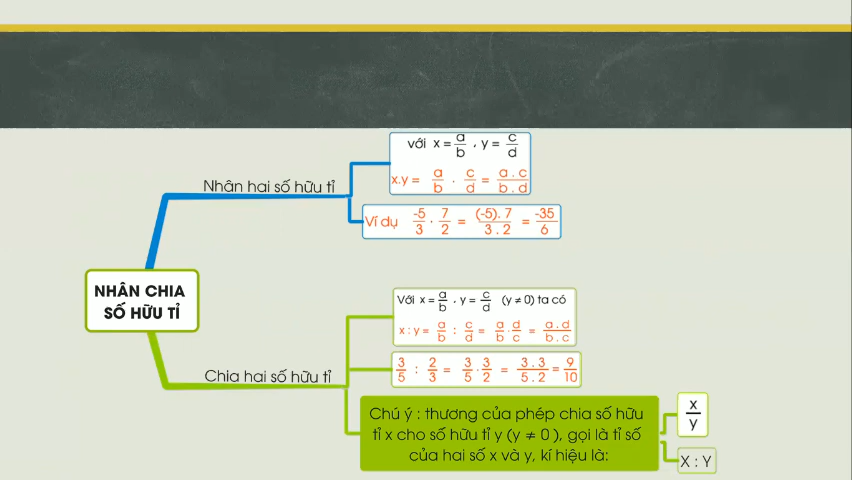 NHÂN CHIA
SỐ HỮU TỈ
Nhân hai số hữu tỉ
với x = a/b , y = c/d
x.y = a/b . c/d = a . c / b . d
Ví dụ -5/3 . 7/2 = (-5). 7 / 3 . 2 = -35/6
Chia hai số hữu tỉ
Với x = a/b , y = c/d (y ≠ 0) ta có
x : y = a/b : c/d = a/b . d/c = a . d / b . c
3/5 : 2/3 = 3/5 . 3/2 = 3 . 3 / 5 . 2 = 9/10
Chú ý : thương của phép chia số hữu
tỉ x cho số hữu tỉ y (y ≠ 0 ), gọi là tỉ số
của hai số x và y, kí hiệu là:
x/y
X : Y